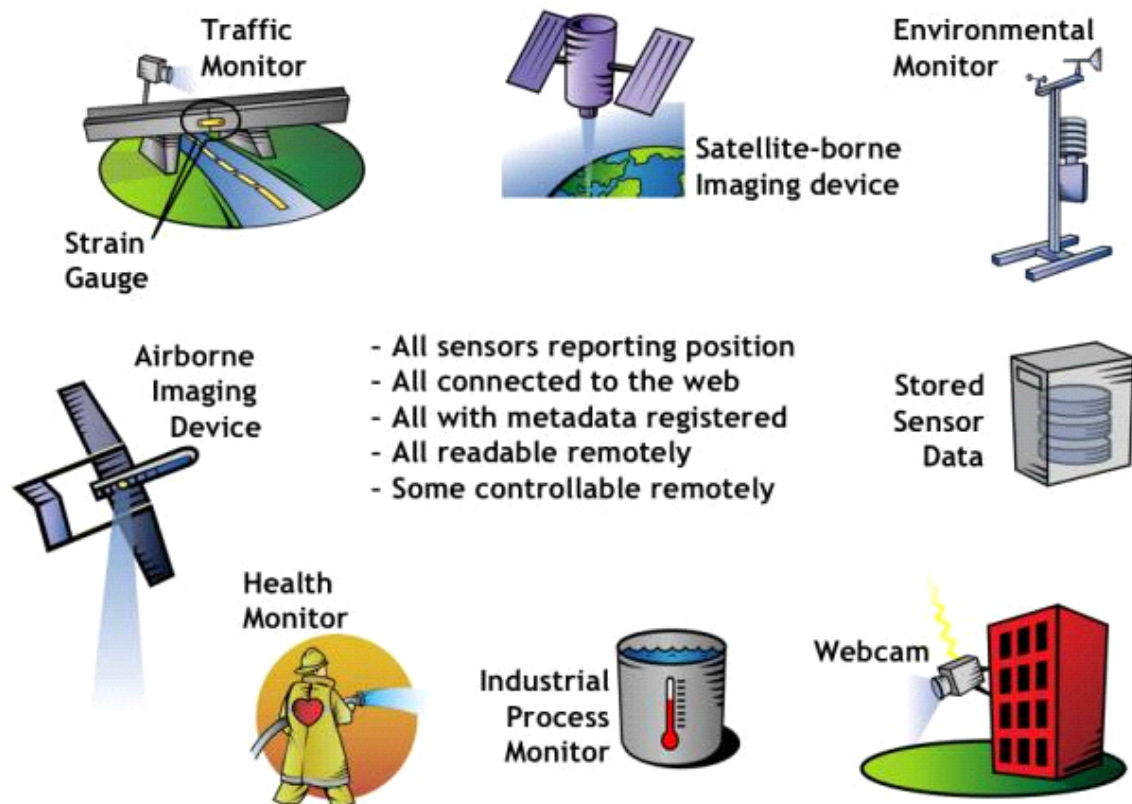 Traffic
Monitor
Strain
Gauge
Satellite-borne
Imaging device
Environmental
Monitor
Airborne
Imaging
Device
- All sensors reporting position
- All connected to the web
- All with metadata registered
- All readable remotely
- Some controllable remotely
Stored
Sensor
Data
Health
Monitor
Industrial
Process
Monitor
Webcam